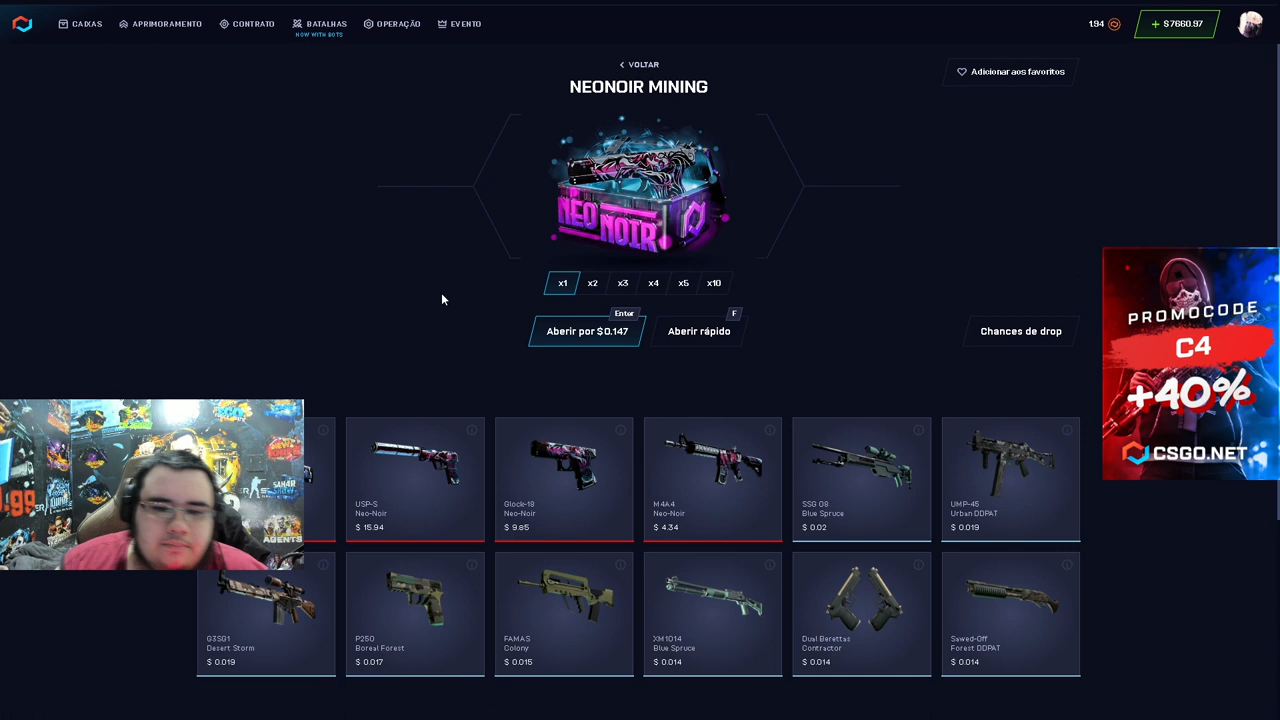 CAIXAS
APRIMORAMENTO
CONTRATO
BATALHAS
NOW WITH BOTS
OPERAÇÃO
EVENTO
1.94
+ $7660.97
VOLTAR
NEONOIR MINING
Adicionar aos favoritos
NEO NOIR
x1 x2 x3 x4 x5 x10
Enter
F
Aberir por $0.147
Aberir rápido
Chances de drop
PROMOCODE
C4
+40%
CSGO.NET
USP-S
Neo-Noir
$ 15.94
Glock-18
Neo-Noir
$ 9.85
M4A4
Neo-Noir
$ 4.34
SSG 08
Blue Spruce
$ 0.02
UMP-45
Urban DDPAT
$ 0.019
G3SG1
Desert Storm
$ 0.019
P250
Boreal Forest
$ 0.017
FAMAS
Colony
$ 0.015
XM1014
Blue Spruce
$ 0.014
Dual Berettas
Contractor
$ 0.014
Sawed-Off
Forest DDPAT
$ 0.014
AGENTS